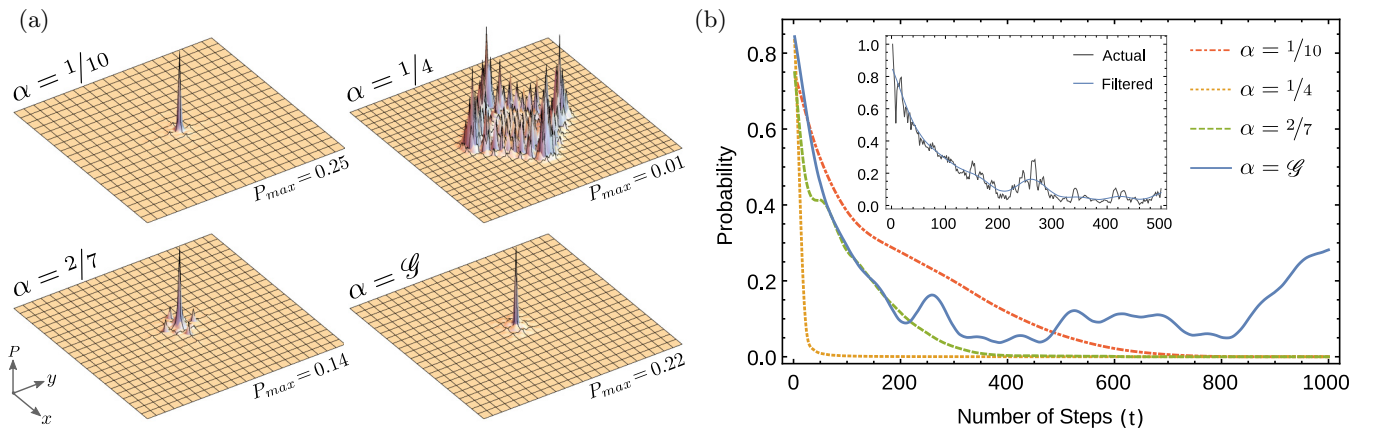 (a)
α = 1/10
P_max = 0.25
α = 1/4
P_max = 0.01
α = 2/7
P_max = 0.14
α = 𝒢
P_max = 0.22
P
y
x
(b)
Probability
0.8
0.6
0.4
0.2
0.0
0
200
400
600
800
1000
Number of Steps (t)
1.0
0.8
0.6
0.4
0.2
0.0
0
100
200
300
400
500
Actual
Filtered
α = 1/10
α = 1/4
α = 2/7
α = 𝒢